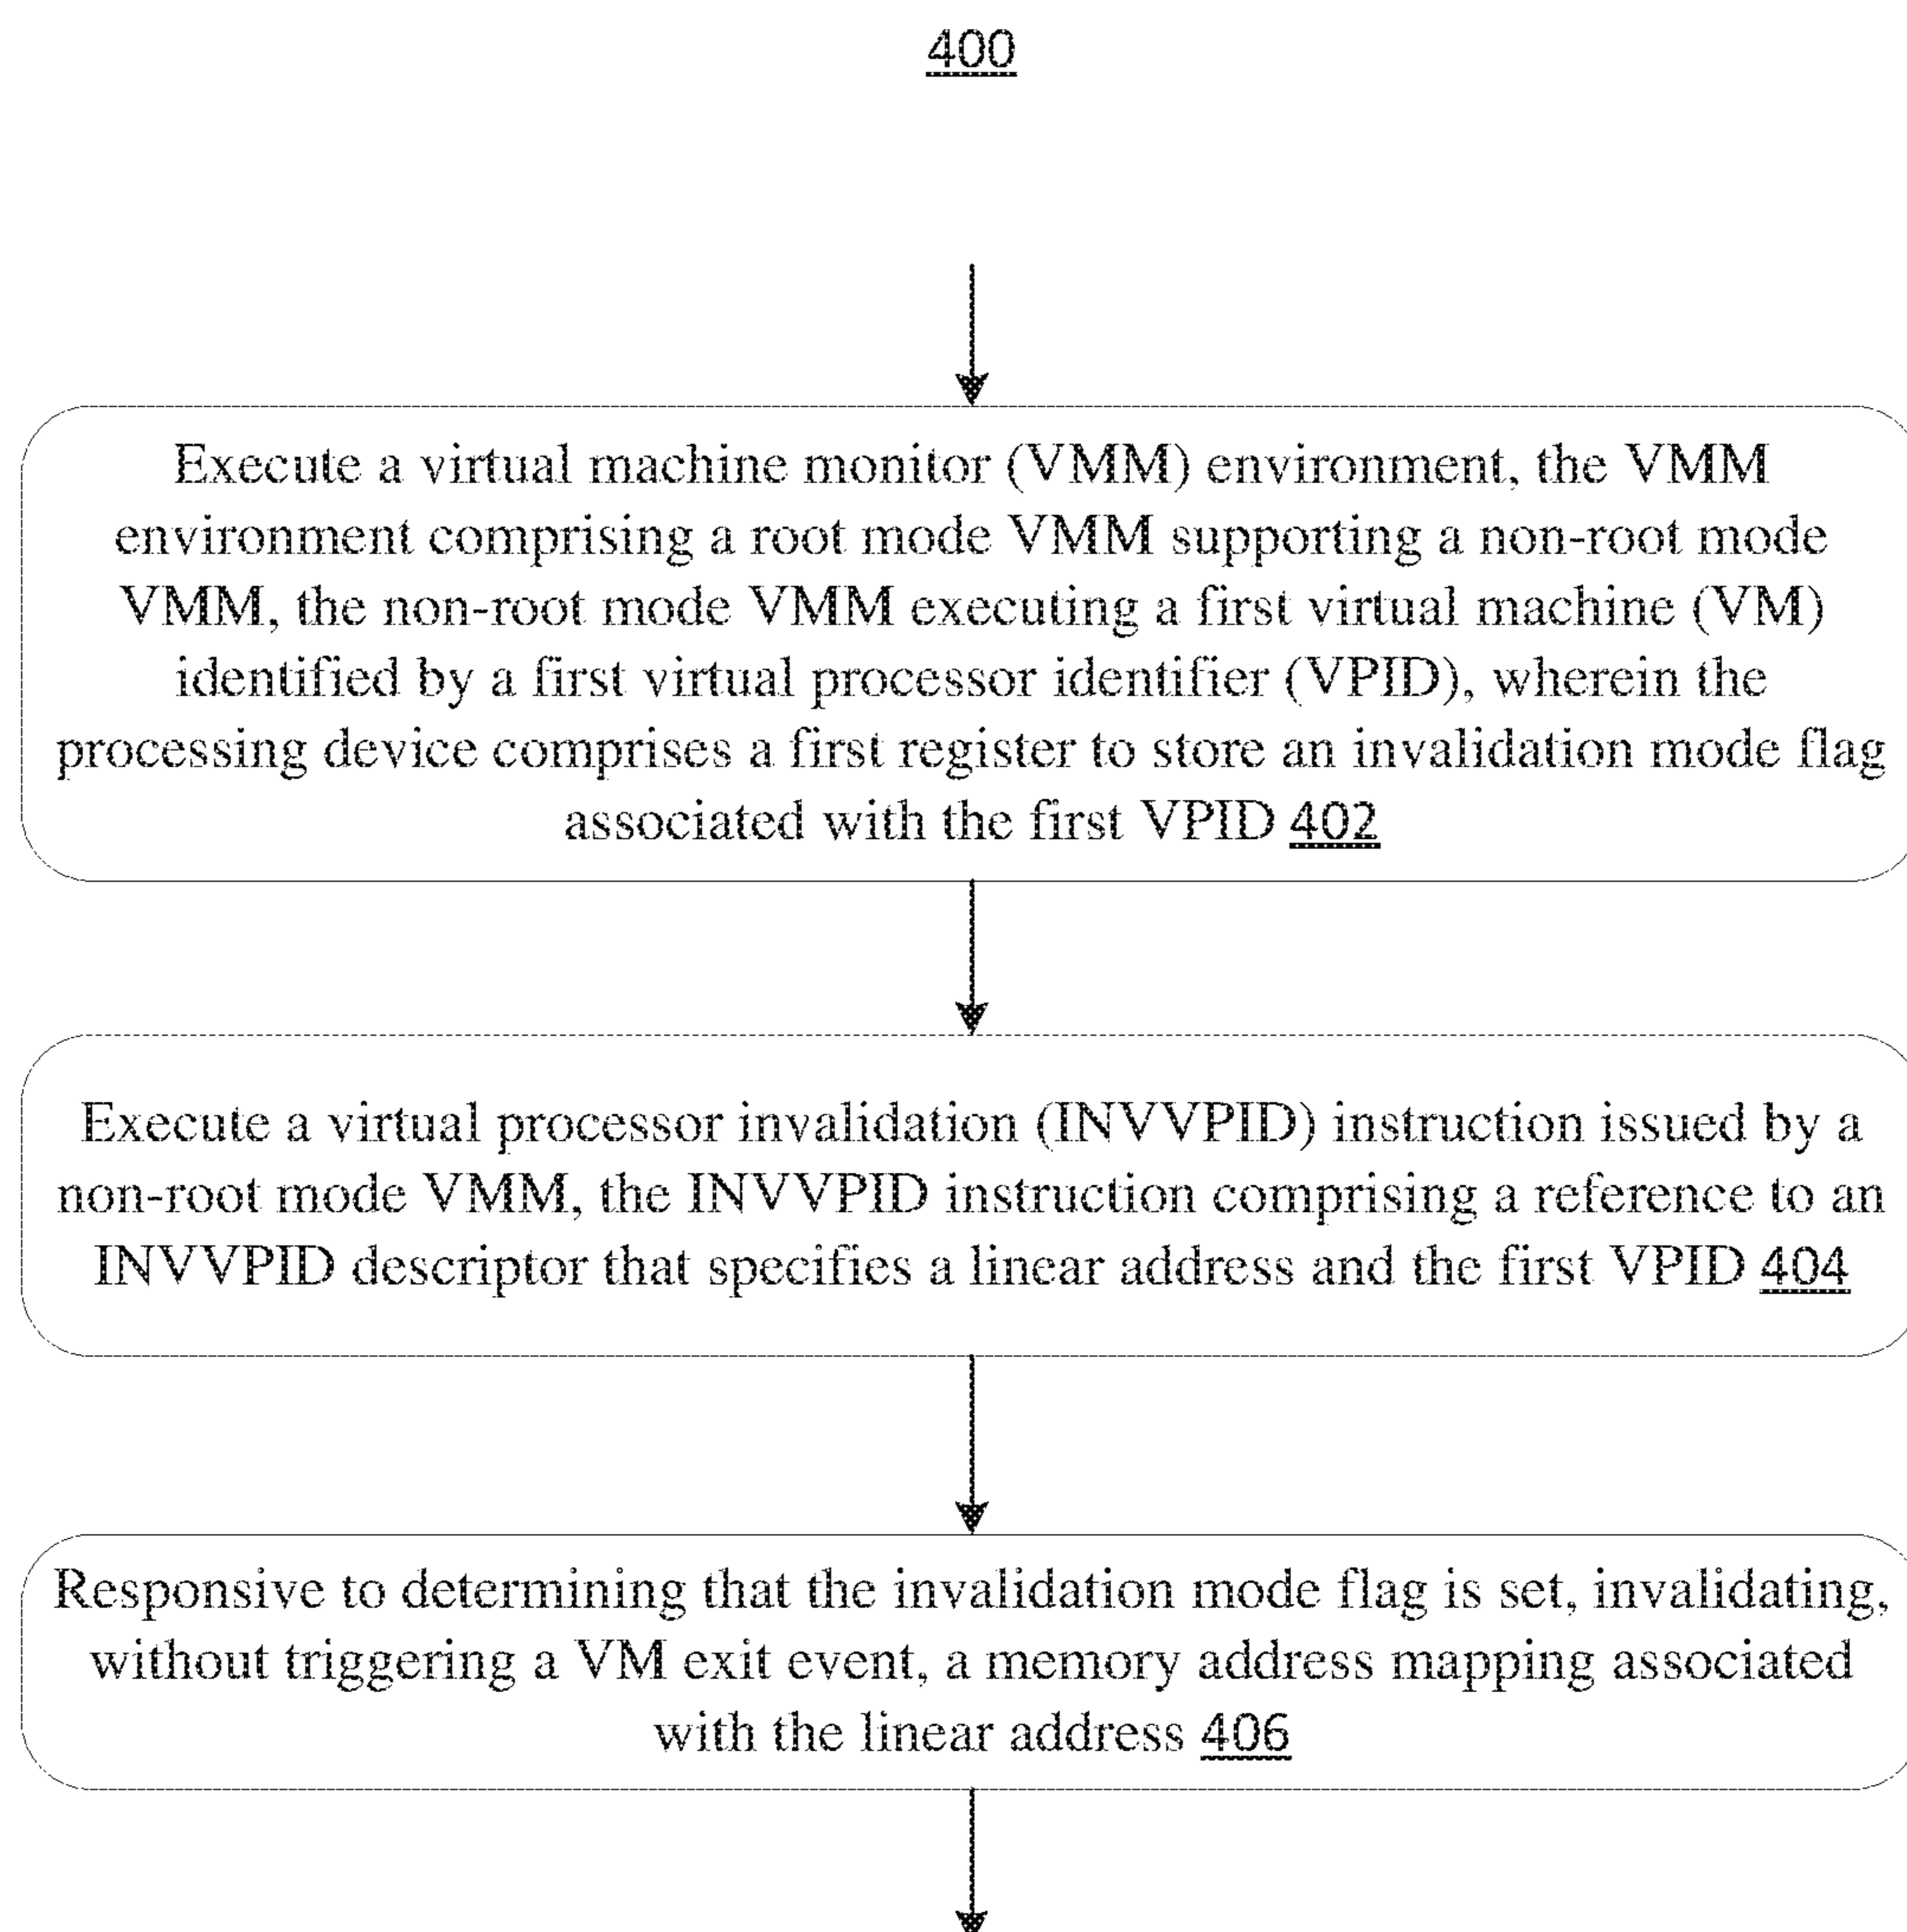 400
Execute a virtual machine monitor (VMM) environment, the VMM
environment comprising a root mode VMM supporting a non-root mode
VMM, the non-root mode VMM executing a first virtual machine (VM)
identified by a first virtual processor identifier (VPID), wherein the
processing device comprises a first register to store an invalidation mode flag
associated with the first VPID 402
Execute a virtual processor invalidation (INVVPID) instruction issued by a
non-root mode VMM, the INVVPID instruction comprising a reference to an
INVVPID descriptor that specifies a linear address and the first VPID 404
Responsive to determining that the invalidation mode flag is set, invalidating,
without triggering a VM exit event, a memory address mapping associated
with the linear address 406